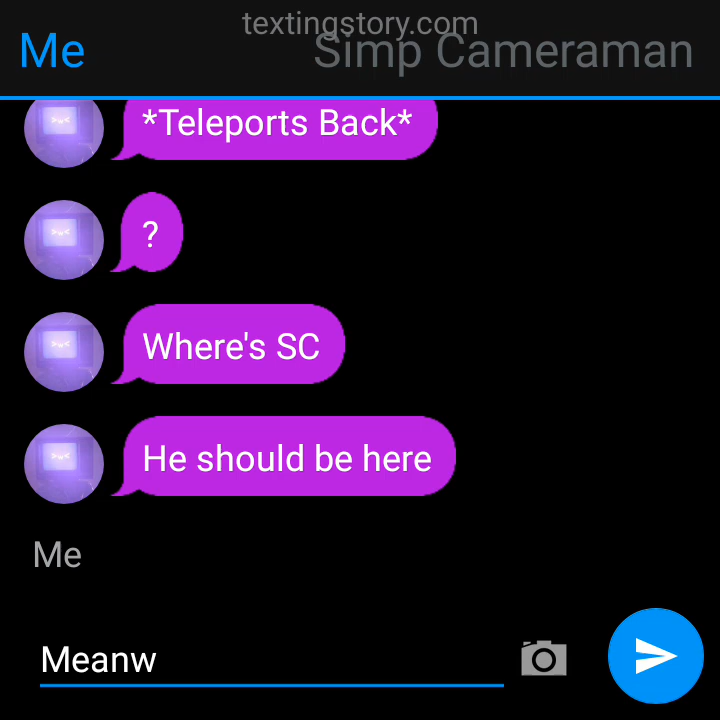 textingstory.com
Me
Simp Cameraman
*Teleports Back*
?
Where's SC
He should be here
Me
Meanw